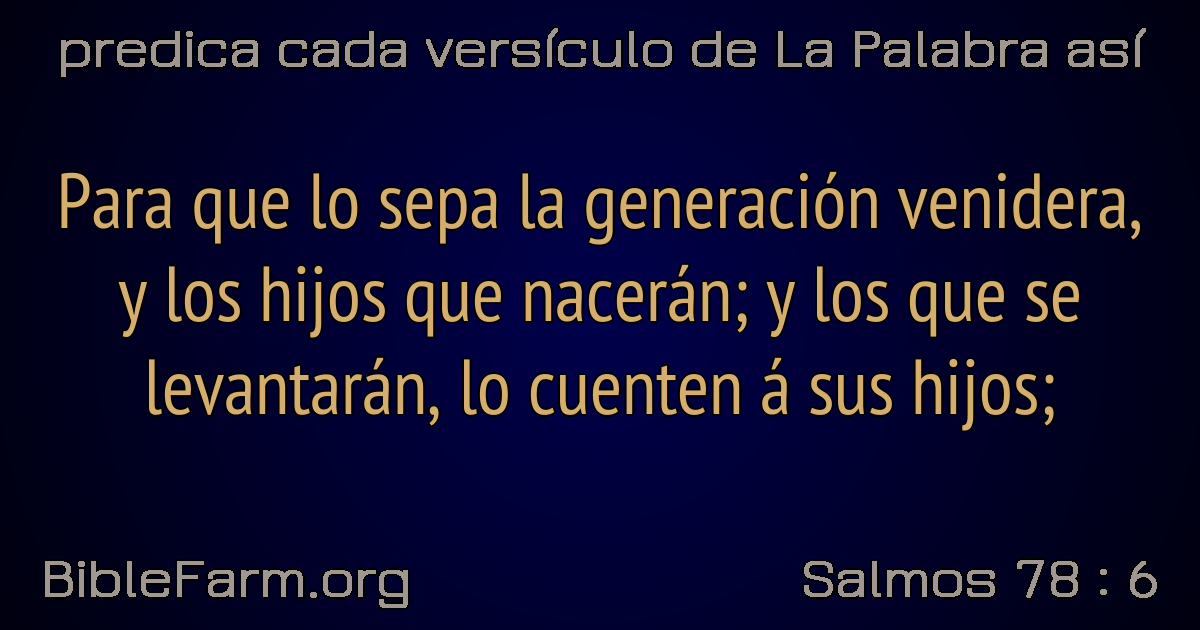 predica cada versículo de La Palabra así
Para que lo sepa la generación venidera,
y los hijos que nacerán; y los que se
levantarán, lo cuenten á sus hijos;
BibleFarm.org
Salmos 78 : 6